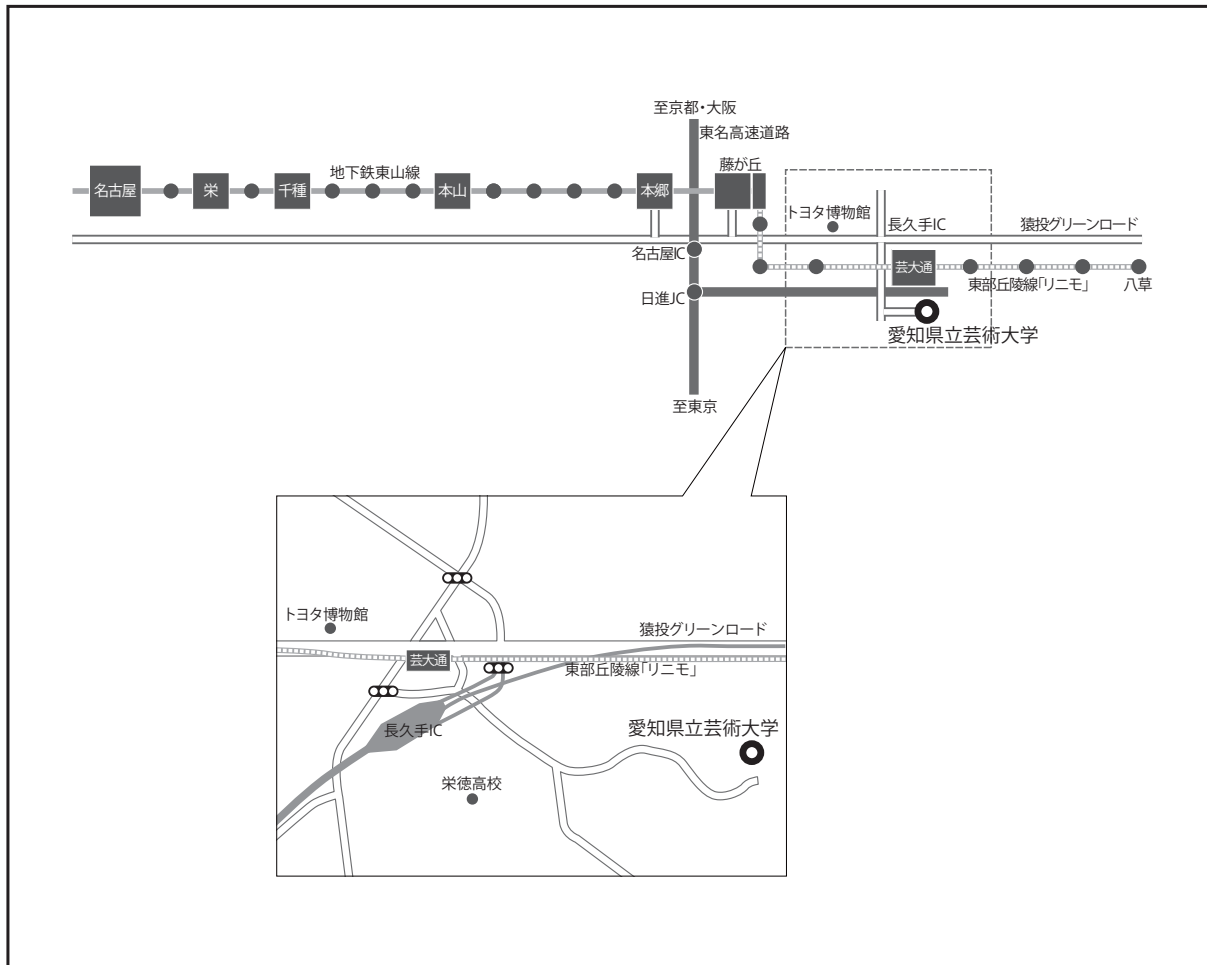 至京都・大阪
東名高速道路
藤が丘
地下鉄東山線
名古屋
栄
千種
本山
本郷
トヨタ博物館
長久手IC
猿投グリーンロード
名古屋IC
芸大通
東部丘陵線「リニモ」
八草
日進JC
愛知県立芸術大学
至東京
トヨタ博物館
猿投グリーンロード
芸大通
東部丘陵線「リニモ」
長久手IC
愛知県立芸術大学
栄徳高校